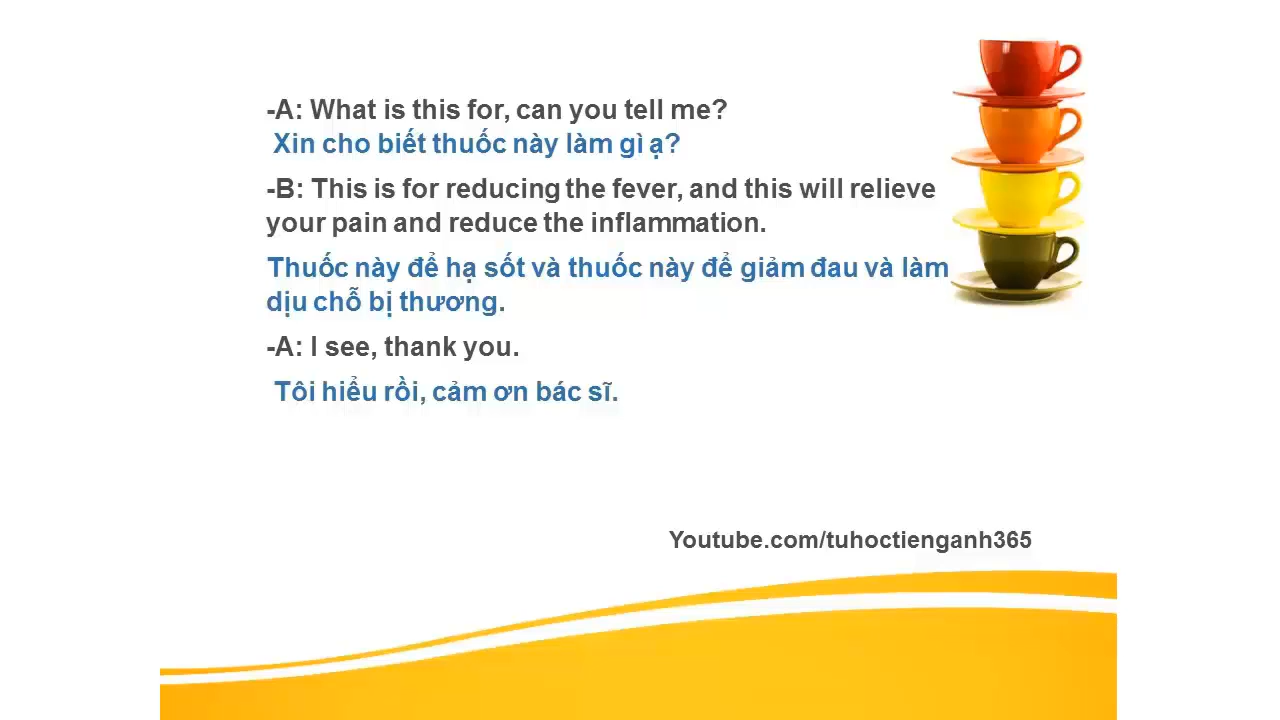 -A: What is this for, can you tell me?
Xin cho biết thuốc này làm gì ạ?
-B: This is for reducing the fever, and this will relieve
your pain and reduce the inflammation.
Thuốc này để hạ sốt và thuốc này để giảm đau và làm
dịu chỗ bị thương.
-A: I see, thank you.
Tôi hiểu rồi, cảm ơn bác sĩ.
Youtube.com/tuhoctienganh365